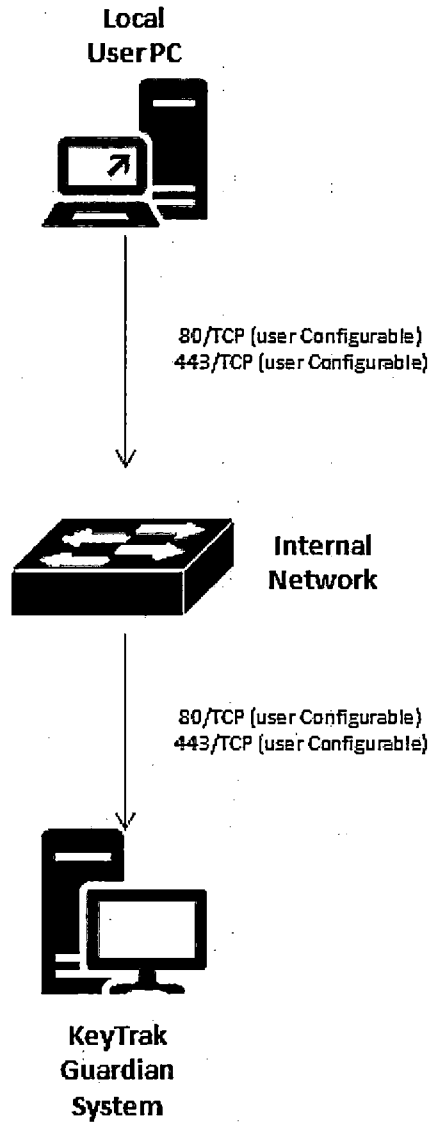 Local
User PC
80/TCP (user Configurable)
443/TCP (user Configurable)
Internal
Network
80/TCP (user Configurable)
443/TCP (user Configurable)
KeyTrak
Guardian
System